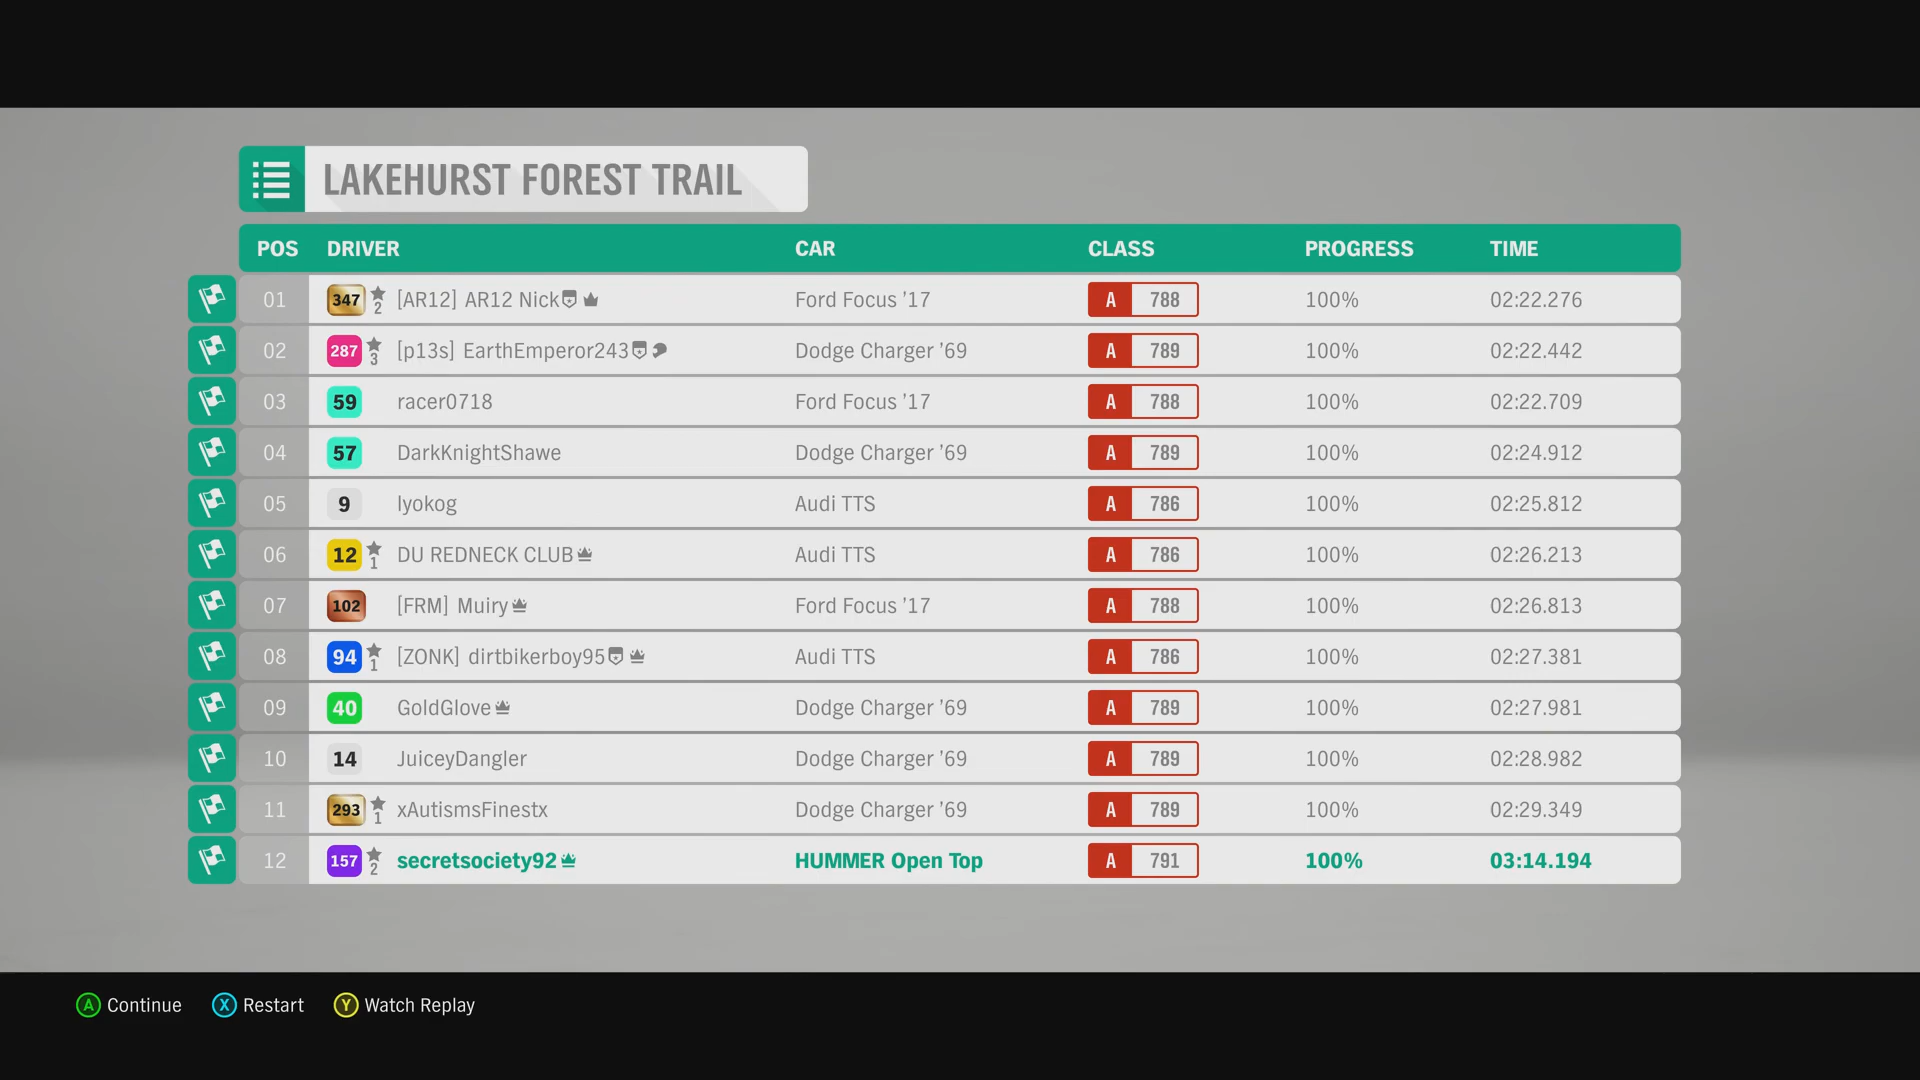 LAKEHURST FOREST TRAIL
POS DRIVER CAR CLASS PROGRESS TIME
01 347 2 [AR12] AR12 Nick Ford Focus ’17 A 788 100% 02:22.276
02 287 3 [p13s] EarthEmperor243 Dodge Charger ’69 A 789 100% 02:22.442
03 59 racer0718 Ford Focus ’17 A 788 100% 02:22.709
04 57 DarkKnightShawe Dodge Charger ’69 A 789 100% 02:24.912
05 9 lyokog Audi TTS A 786 100% 02:25.812
06 12 1 DU REDNECK CLUB Audi TTS A 786 100% 02:26.213
07 102 [FRM] Muiry Ford Focus ’17 A 788 100% 02:26.813
08 94 1 [ZONK] dirtbikerboy95 Audi TTS A 786 100% 02:27.381
09 40 GoldGlove Dodge Charger ’69 A 789 100% 02:27.981
10 14 JuiceyDangler Dodge Charger ’69 A 789 100% 02:28.982
11 293 1 xAutismsFinestx Dodge Charger ’69 A 789 100% 02:29.349
12 157 2 secretsociety92 HUMMER Open Top A 791 100% 03:14.194
A Continue X Restart Y Watch Replay